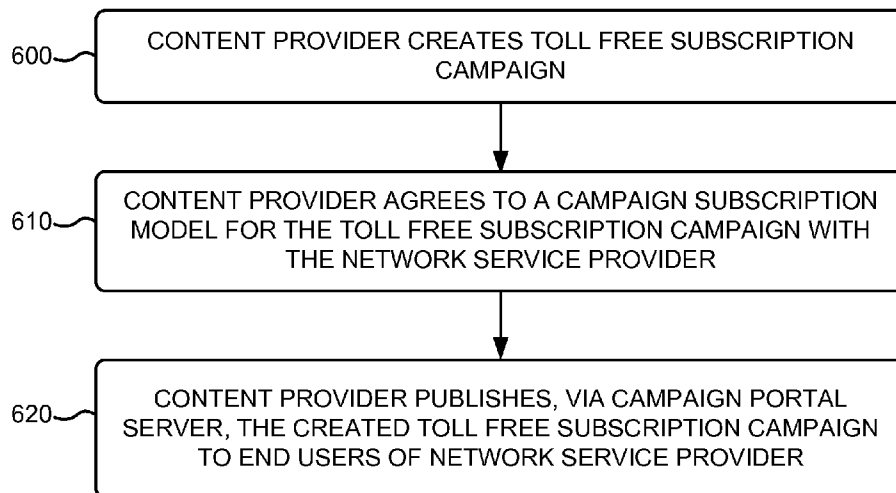 600
CONTENT PROVIDER CREATES TOLL FREE SUBSCRIPTION
CAMPAIGN
610
CONTENT PROVIDER AGREES TO A CAMPAIGN SUBSCRIPTION
MODEL FOR THE TOLL FREE SUBSCRIPTION CAMPAIGN WITH
THE NETWORK SERVICE PROVIDER
620
CONTENT PROVIDER PUBLISHES, VIA CAMPAIGN PORTAL
SERVER, THE CREATED TOLL FREE SUBSCRIPTION CAMPAIGN
TO END USERS OF NETWORK SERVICE PROVIDER